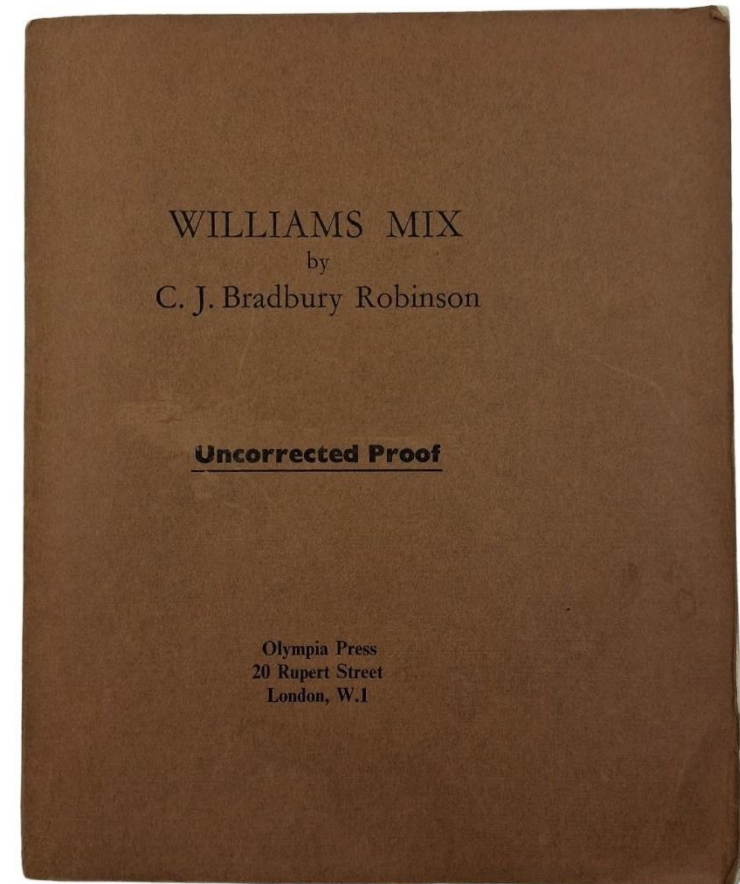 WILLIAMS MIX
by
C. J. Bradbury Robinson
Uncorrected Proof
Olympia Press
20 Rupert Street
London, W.1